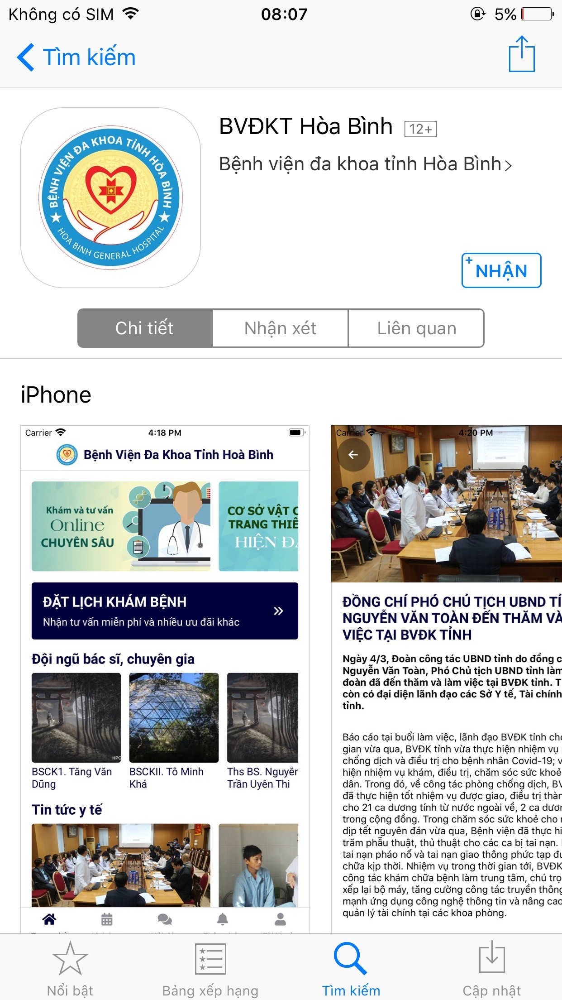 Không có SIM 08:07 5%
Tìm kiếm
BỆNH VIỆN ĐA KHOA TỈNH HÒA BÌNH
HOA BINH GENERAL HOSPITAL
BVĐKT Hòa Bình 12+
Bệnh viện đa khoa tỉnh Hòa Bình
+ NHẬN
Chi tiết Nhận xét Liên quan
iPhone
Carrier 4:18 PM
Bệnh Viện Đa Khoa Tỉnh Hoà Bình
Khám và tư vấn
Online
CHUYÊN SÂU
CƠ SỞ VẬT
TRANG THIẾ
HIỆN
ĐẶT LỊCH KHÁM BỆNH
Nhận tư vấn miễn phí và nhiều ưu đãi khác
Đội ngũ bác sĩ, chuyên gia
HPC
BSCK1. Tăng Văn
Dũng
BSCKII. Tô Minh
Khá
Ths BS. Nguyễn
Trần Uyên Thi
Tin tức y tế
Carrier 4:20 PM
ĐỒNG CHÍ PHÓ CHỦ TỊCH UBND TỈ
NGUYỄN VĂN TOÀN ĐẾN THĂM VÀ
VIỆC TẠI BVĐK TỈNH
Ngày 4/3, Đoàn công tác UBND tỉnh do đồng c
Nguyễn Văn Toàn, Phó Chủ tịch UBND tỉnh làm
đoàn đã đến thăm và làm việc tại BVĐK tỉnh. T
còn có đại diện lãnh đạo các Sở Y tế, Tài chính
tỉnh.
Báo cáo tại buổi làm việc, lãnh đạo BVĐK tỉnh cho
gian vừa qua, BVĐK tỉnh vừa thực hiện nhiệm vụ
chống dịch và điều trị cho bệnh nhân Covid-19; v
hiện nhiệm vụ khám, điều trị, chăm sóc sức khoẻ
dân. Trong đó, về công tác phòng chống dịch, BV
đã thực hiện tốt nhiệm vụ được giao, điều trị thàn
cho 21 ca dương tính từ nước ngoài về, 2 ca dươn
trong cộng đồng. Trong chăm sóc sức khoẻ cho
dịp tết nguyên đán vừa qua, Bệnh viện đã thực hi
trăm phẫu thuật, thủ thuật cho các ca bị tai nạn.
tai nạn pháo nổ và tai nạn giao thông phức tạp đư
chữa kịp thời. Nhiệm vụ trong thời gian tới, BVĐK
công tác khám chữa bệnh làm trung tâm, chú trọ
xếp lại bộ máy, tăng cường công tác truyền thông
mạnh ứng dụng công nghệ thông tin và nâng cao
quản lý tài chính tại các khoa phòng.
Nổi bật Bảng xếp hạng Tìm kiếm Cập nhật